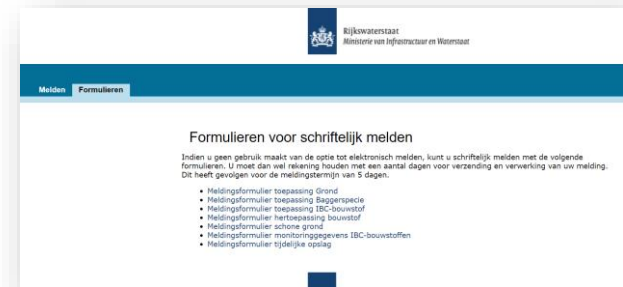 Rijkswaterstaat
Ministerie van Infrastructuur en Waterstaat
Melden Formulieren
Formulieren voor schriftelijk melden
Indien u geen gebruik maakt van de optie tot elektronisch melden, kunt u schriftelijk melden met de volgende
formulieren. U moet dan wel rekening houden met een aantal dagen voor verzending en verwerking van uw melding.
Dit heeft gevolgen voor de meldingstermijn van 5 dagen.
• Meldingsformulier toepassing Grond
• Meldingsformulier toepassing Baggerspecie
• Meldingsformulier toepassing IBC-bouwstof
• Meldingsformulier hertoepassing bouwstof
• Meldingsformulier schone grond
• Meldingsformulier monitoringgegevens IBC-bouwstoffen
• Meldingsformulier tijdelijke opslag